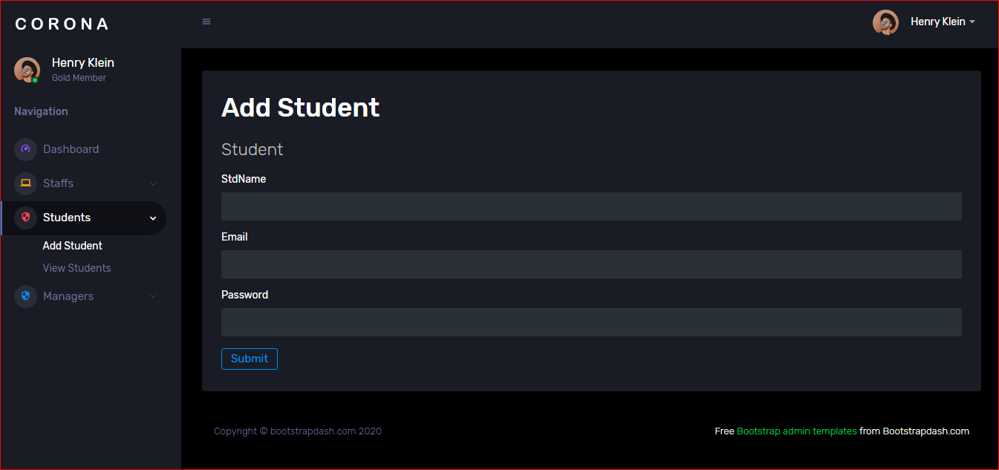 CORONA
Henry Klein
Henry Klein
Gold Member
Navigation
Dashboard
Staffs
Students
Add Student
View Students
Managers
Add Student
Student
StdName
Email
Password
Submit
Copyright © bootstrapdash.com 2020
Free Bootstrap admin templates from Bootstrapdash.com